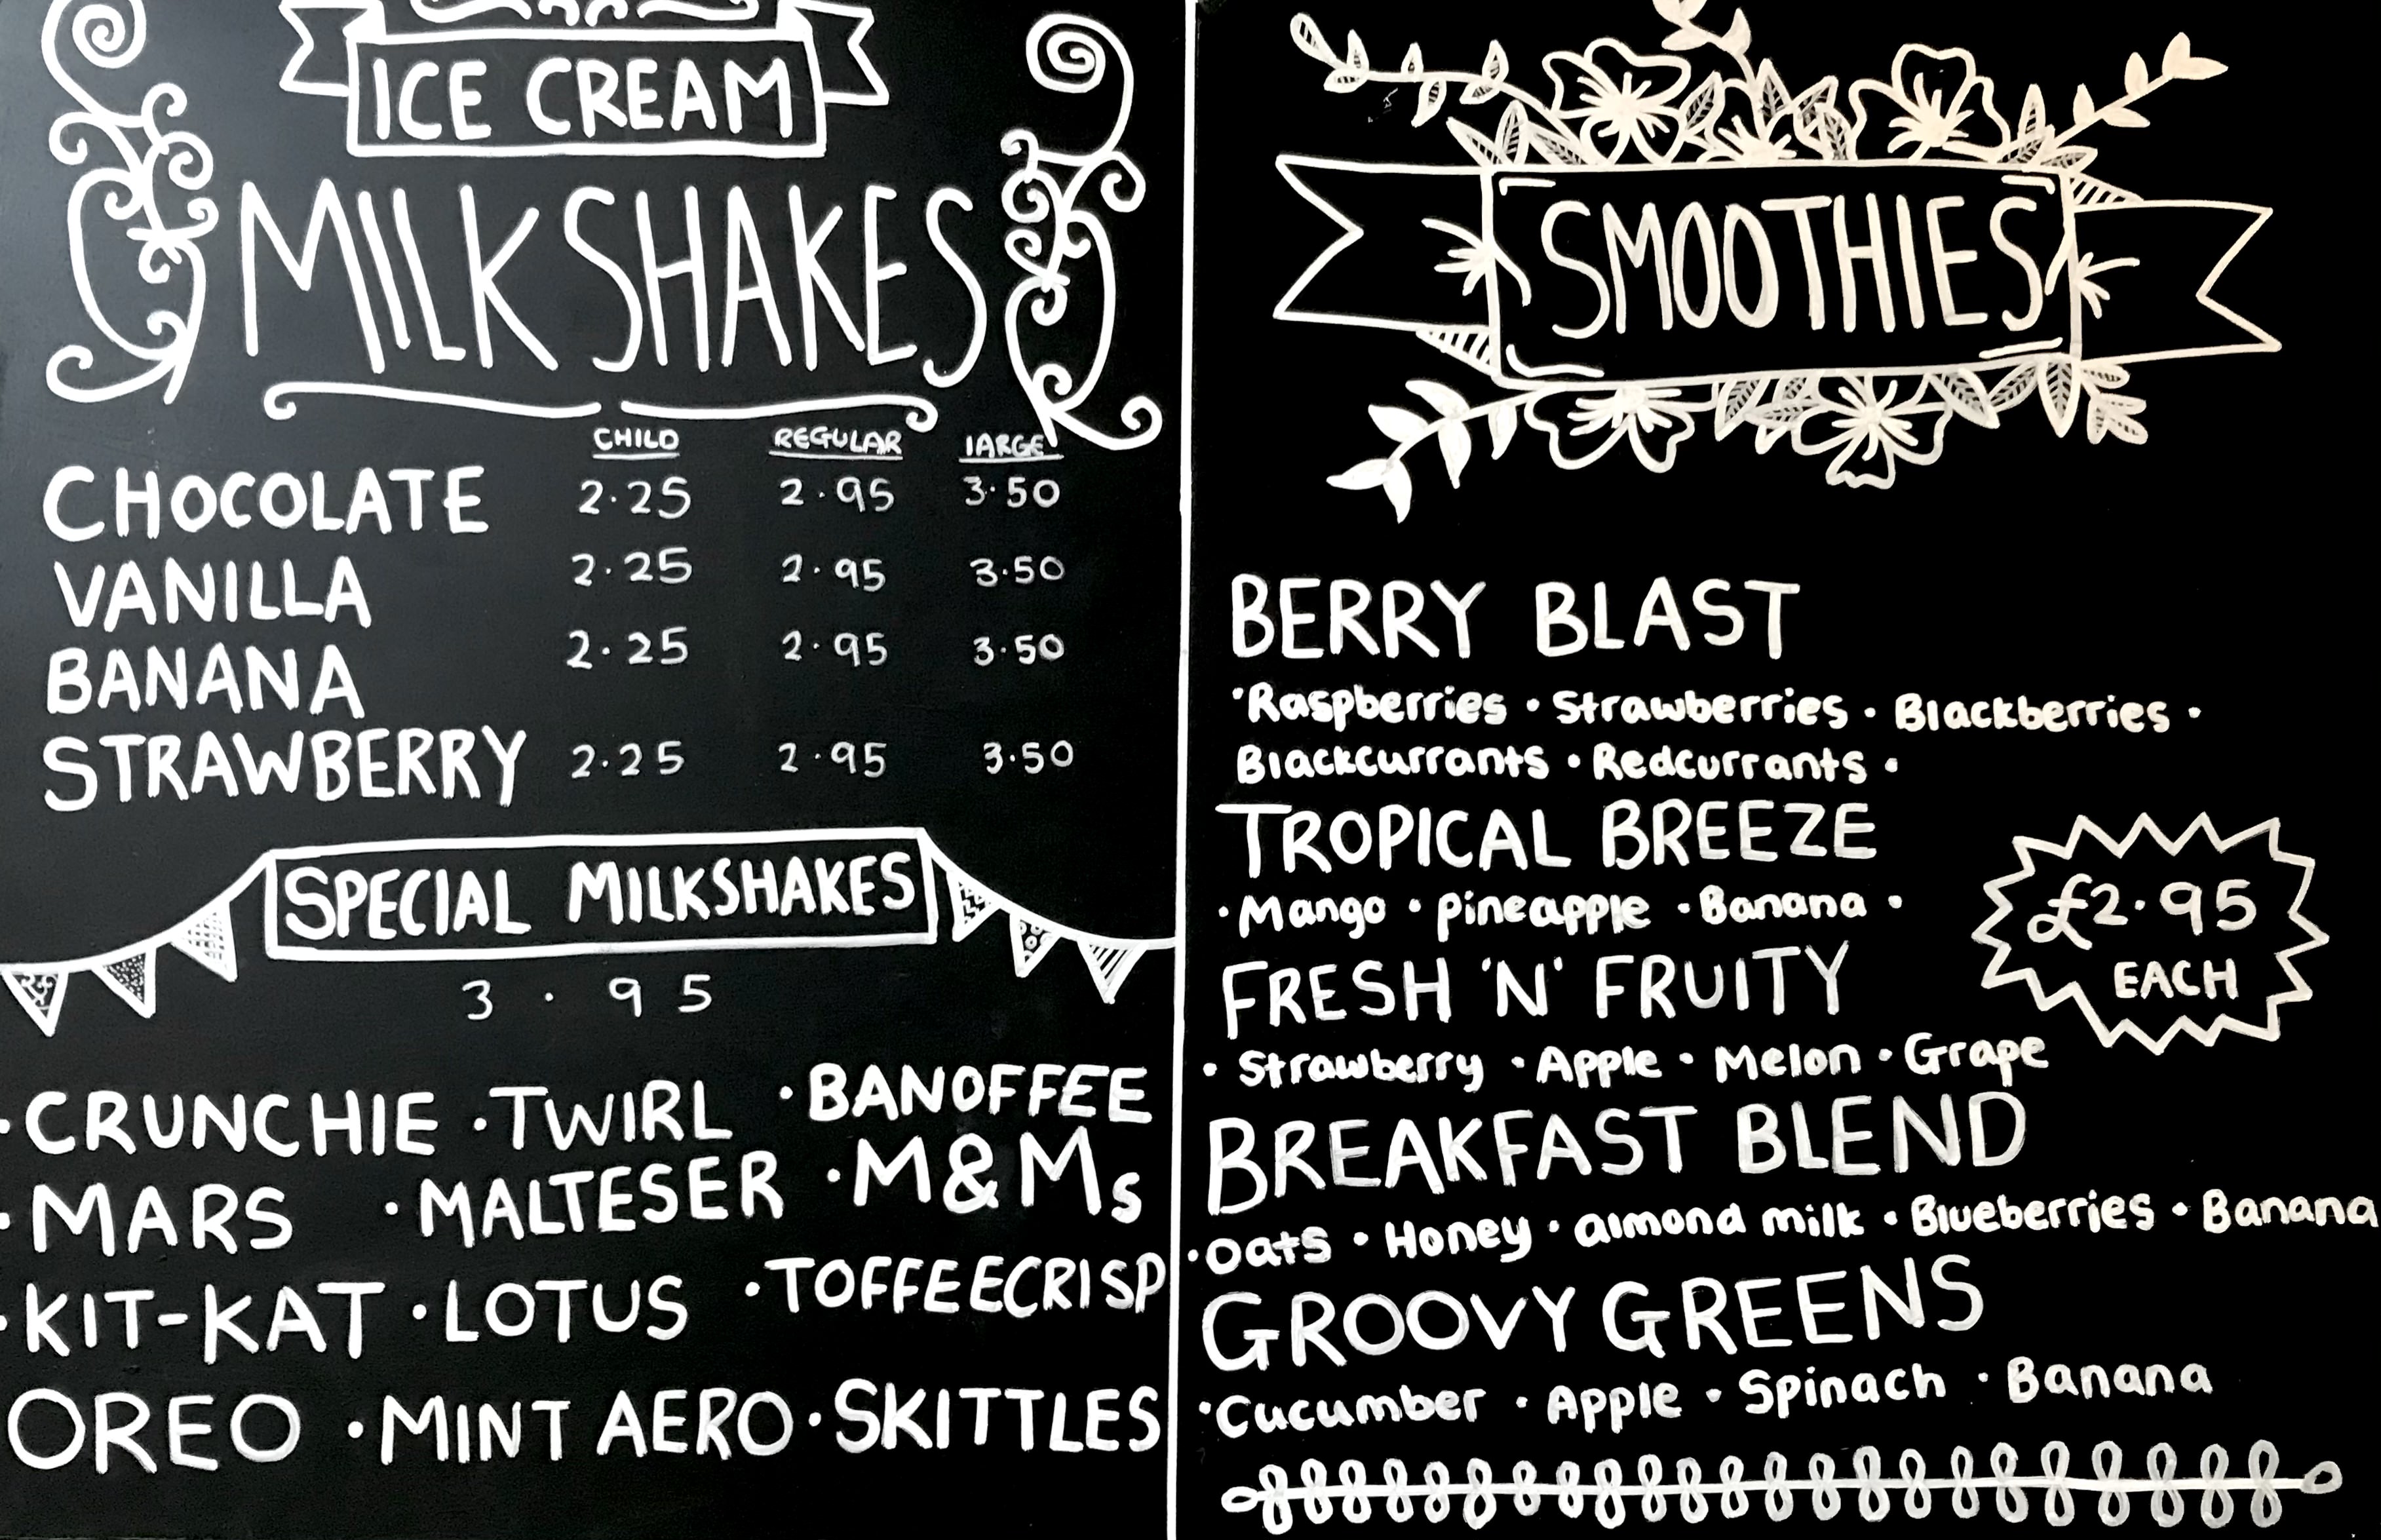 ICE CREAM
MILKSHAKES
CHILD REGULAR lARGE
CHOCOLATE 2.25 2.95 3.50
VANILLA 2.25 2.95 3.50
BANANA 2.25 2.95 3.50
STRAWBERRY 2.25 2.95 3.50
SPECIAL MILKSHAKES
3.95
·CRUNCHIE ·TWIRL ·BANOFFEE
·MARS ·MALTESER ·M&Ms
·KIT-KAT ·LOTUS ·TOFFEECRISP
OREO ·MINT AERO ·SKITTLES
SMOOTHIES
BERRY BLAST
·Raspberries · Strawberries · Blackberries ·
Blackcurrants · Redcurrants ·
TROPICAL BREEZE
·Mango · pineapple · Banana ·
FRESH 'N' FRUITY
· Strawberry · Apple · Melon · Grape
BREAKFAST BLEND
·Oats · Honey · almond milk · Blueberries · Banana
GROOVY GREENS
·Cucumber · Apple · Spinach · Banana
£2.95
EACH